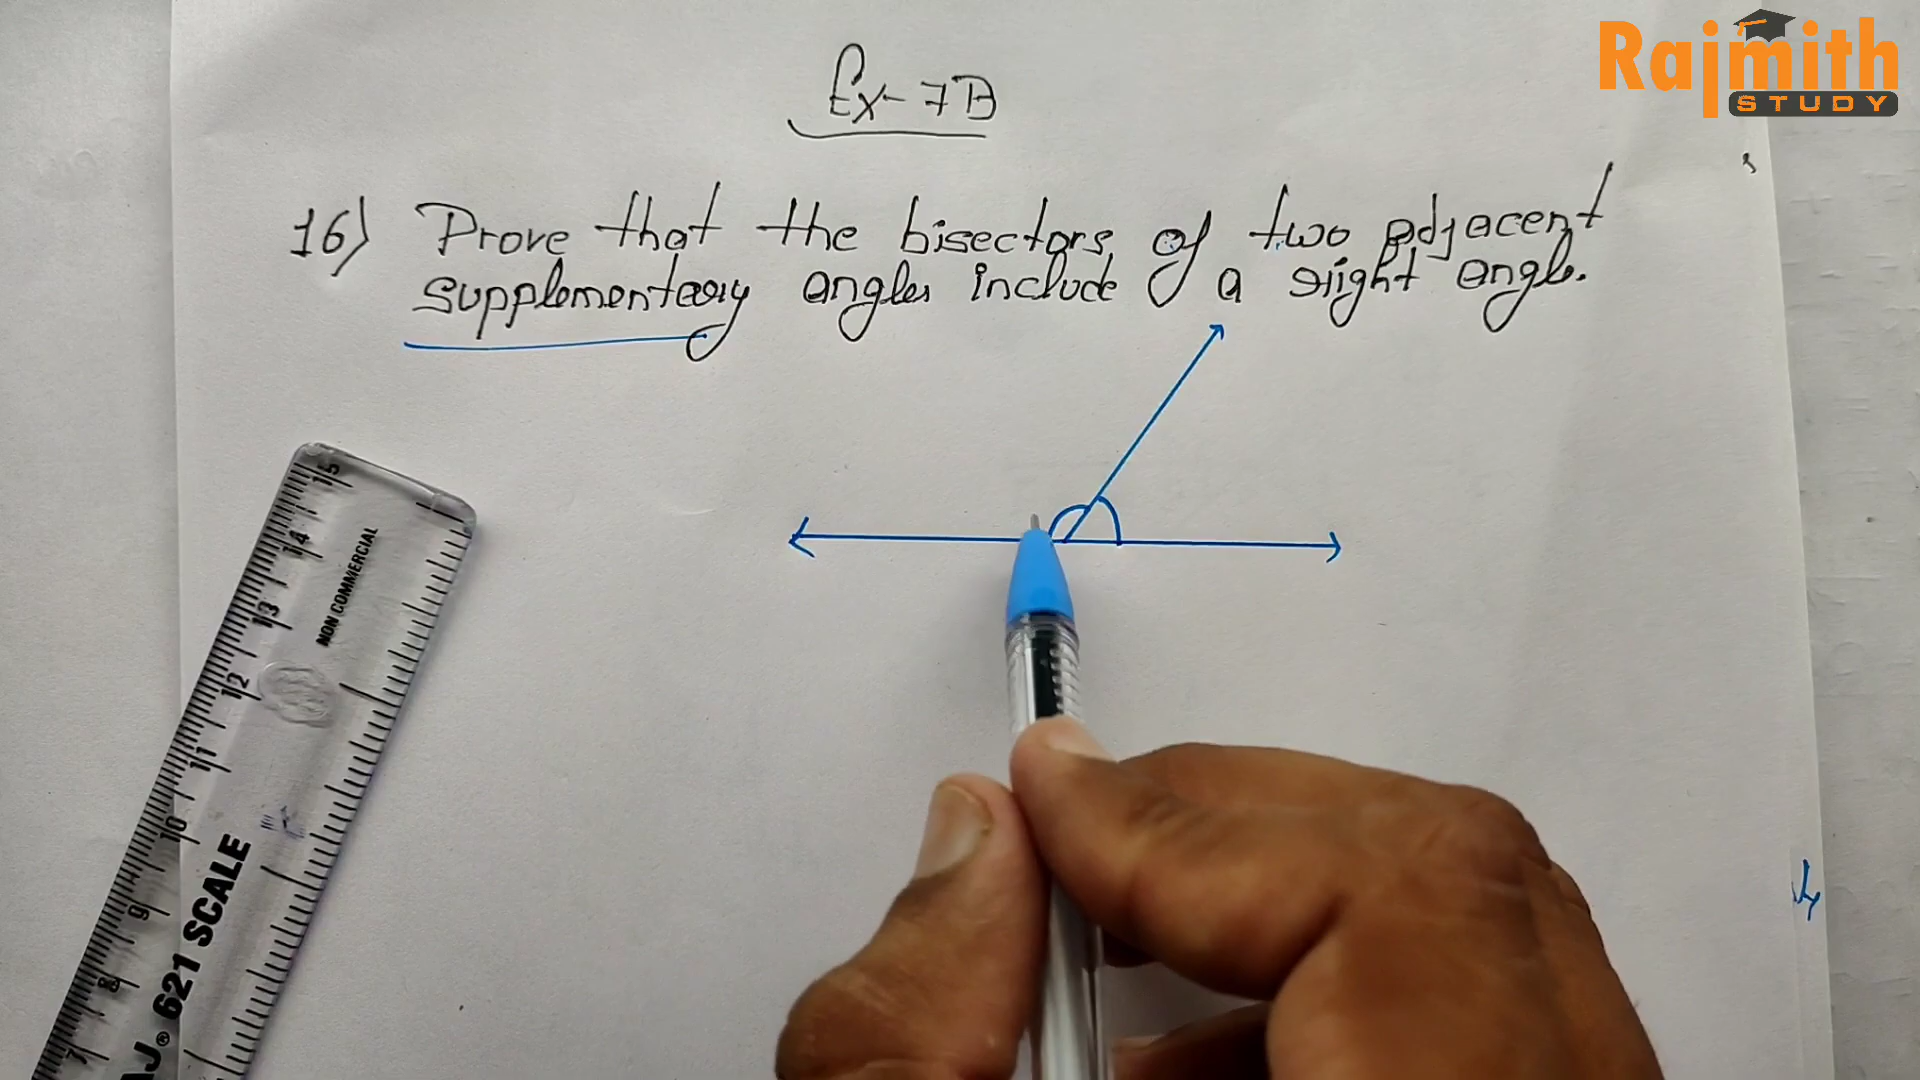 Rajmith
STUDY
Ex-7B
16) Prove that the bisectors of two adjacent
supplementary angles include a right angle.
15
14
13
12
11
10
9
8
7
NON COMMERCIAL
621 SCALE